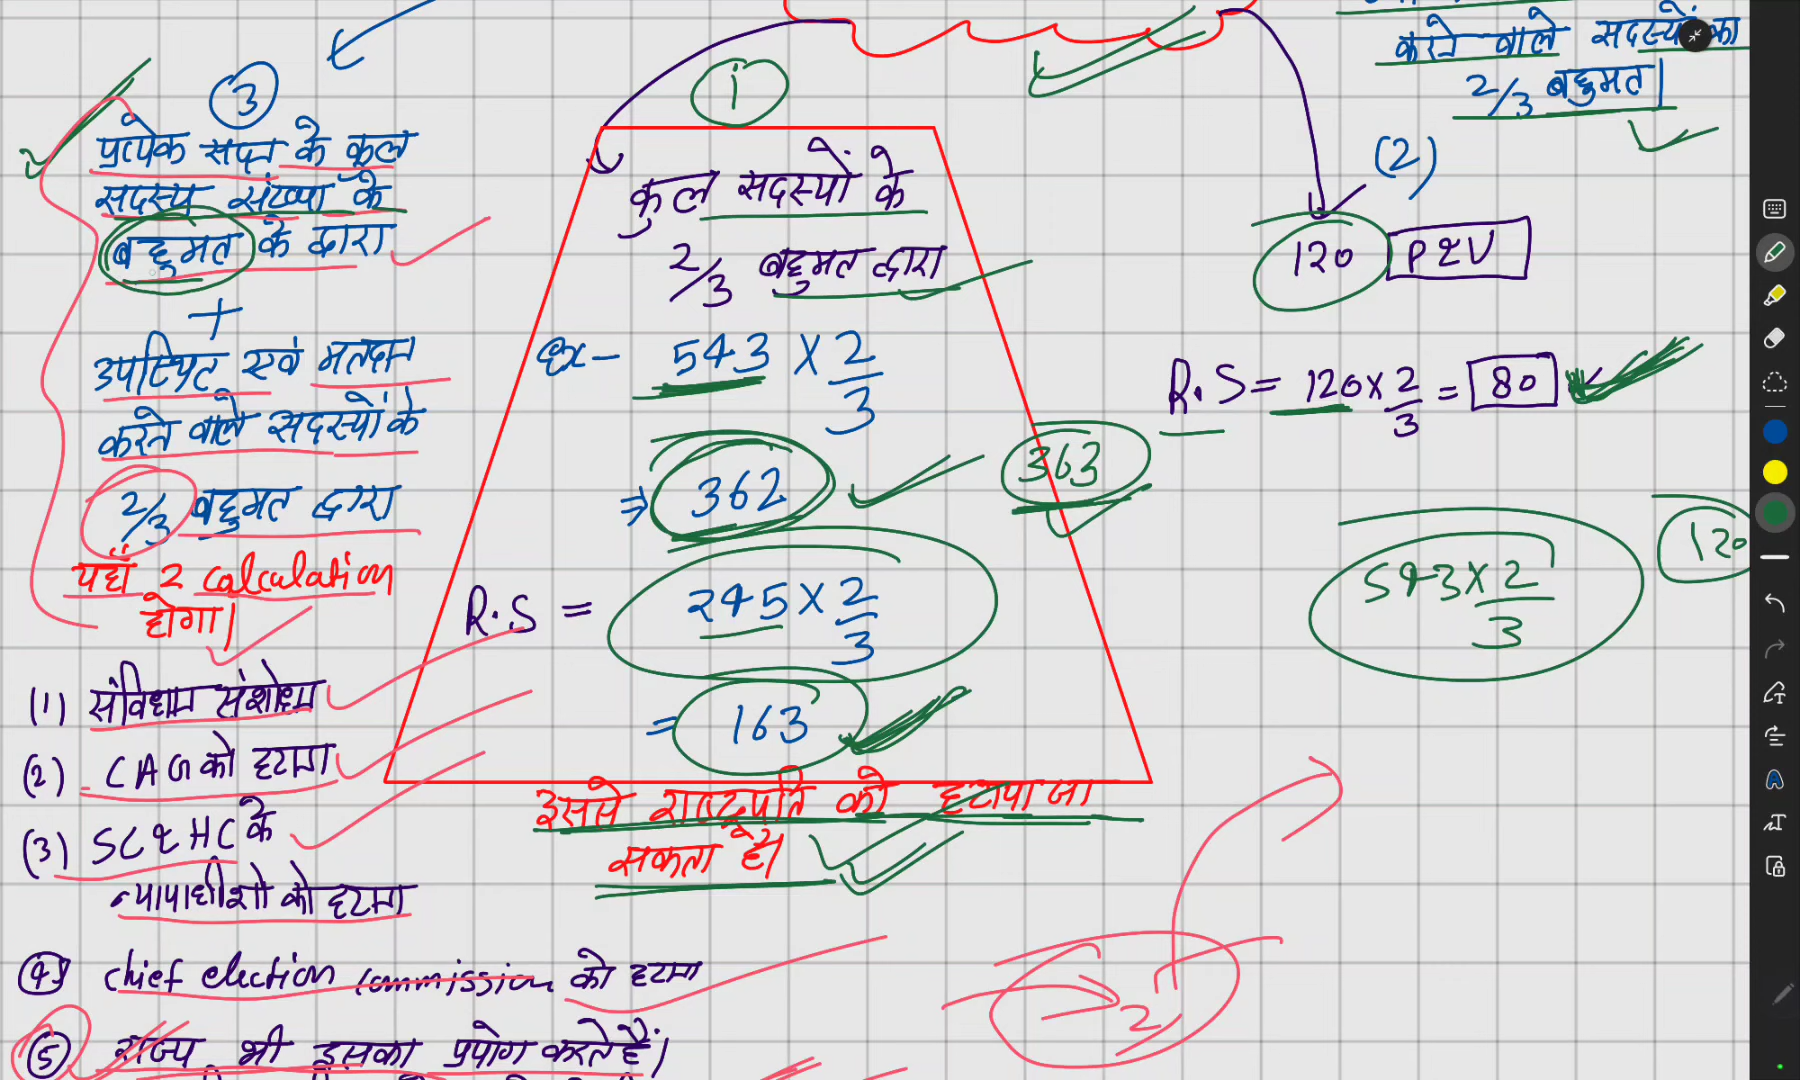 करने वाले सदस्यों का
2/3 बहुमत|
(3)
प्रत्येक सदन के कुल
सदस्य संख्या के
बहुमत के द्वारा
+
उपस्थित एवं मतदान
करने वाले सदस्यों के
2/3 बहुमत द्वारा
यहाँ 2 calculation
होगा|
(1) संविधान संशोधन
(2) CAG को हटाना
(3) SC & HC के
न्यायाधीशो को हटाना
(4) chief election commission को हटाना
(5) राज्य भी इसका प्रयोग करते हैं|
1
कुल सदस्यों के
2/3 बहुमत द्वारा
ex- 543 × 2/3
⇒ 362
363
R.S = 245 × 2/3
= 163
इससे राष्ट्रपति को हटाया जा
सकता है|
(2)
120 P&V
R.S = 120 × 2/3 = 80
543 × 2/3
120
2